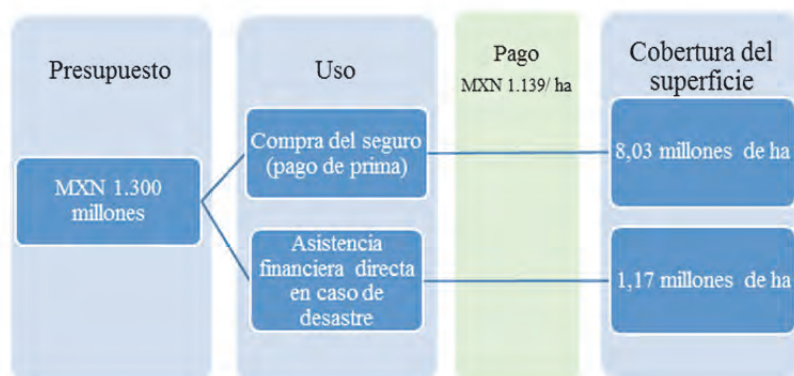 Presupuesto
MXN 1.300
millones
Uso
Compra del seguro
(pago de prima)
Asistencia
financiera directa
en caso de
desastre
Pago
MXN 1.139/ ha
Cobertura del
superficie
8,03 millones de ha
1,17 millones de ha